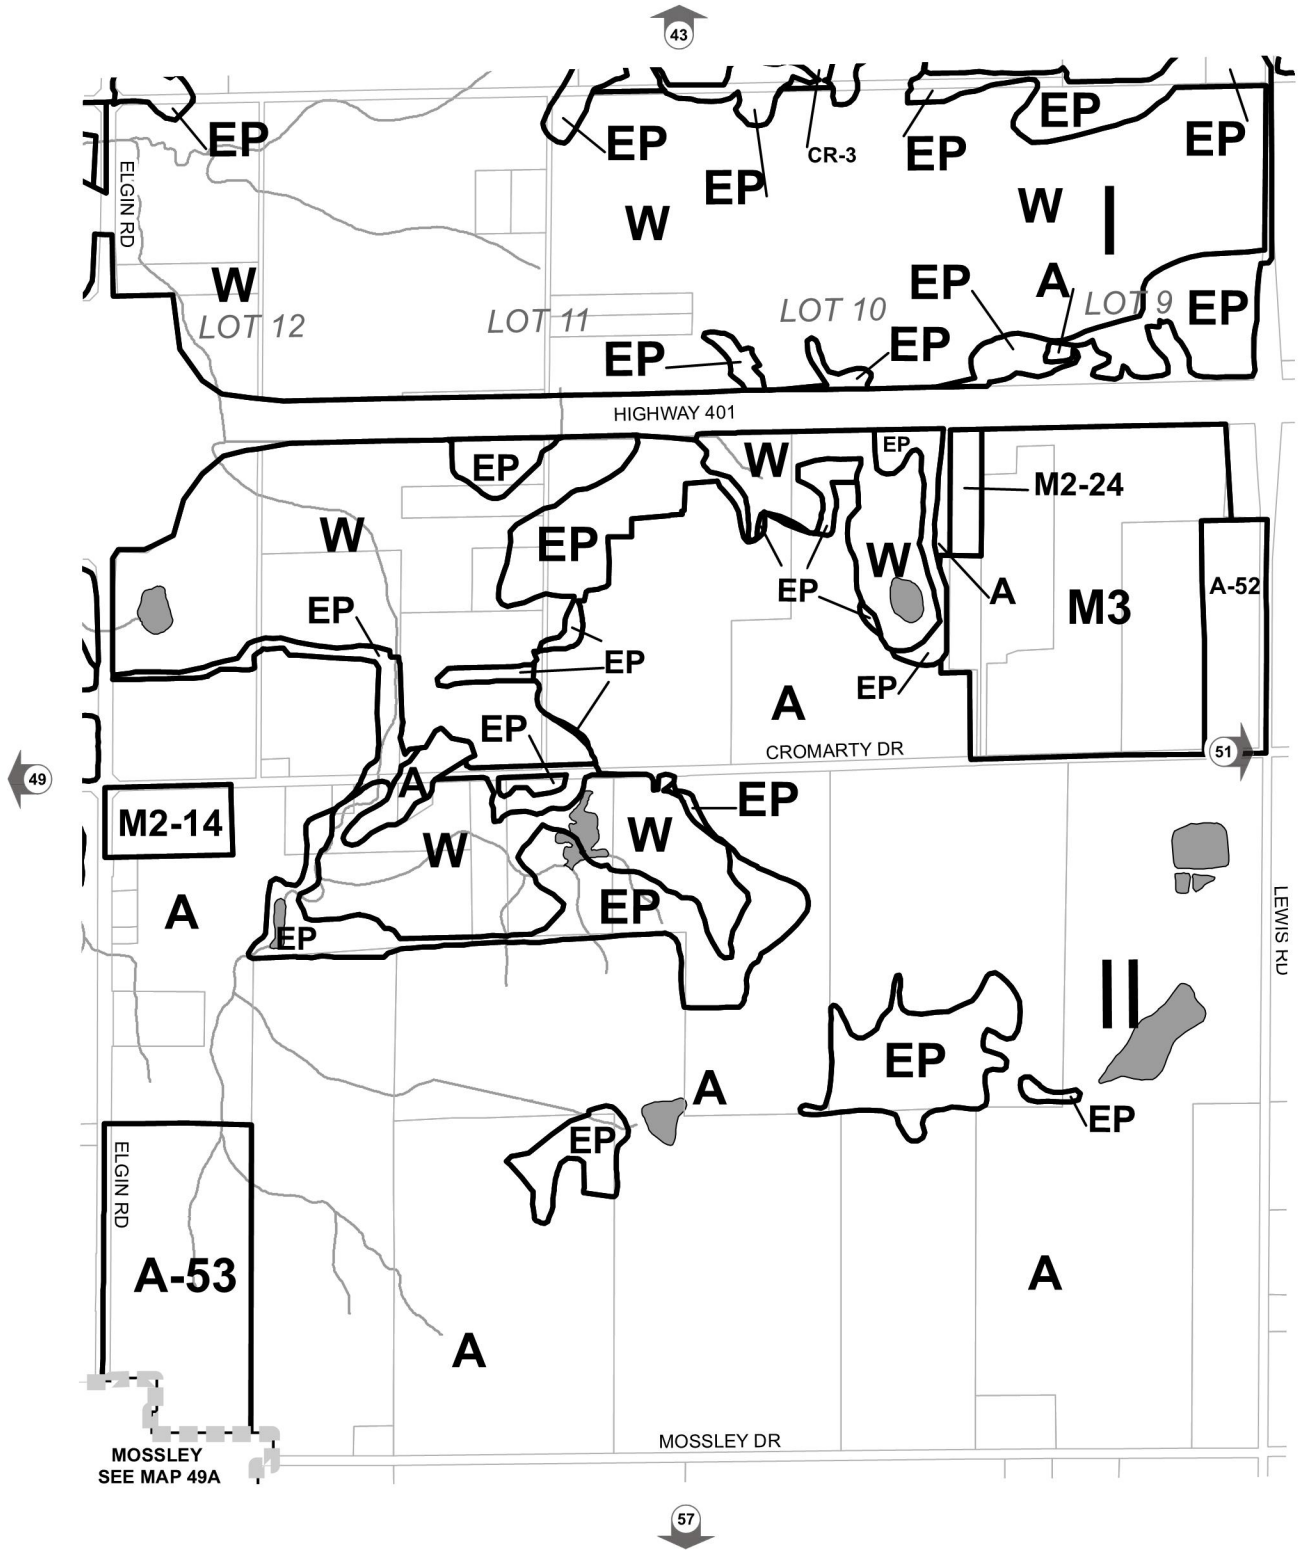 43
EP
EP
EP
CR-3
EP
EP
EP
ELGIN RD
W
W
I
W
EP
A
LOT 9
EP
LOT 12
LOT 11
LOT 10
EP
EP
HIGHWAY 401
EP
W
EP
M2-24
W
EP
W
A-52
EP
A
M3
EP
EP
EP
A
EP
CROMARTY DR
51
49
A
EP
M2-14
W
W
A
EP
LEWIS RD
EP
II
EP
A
EP
EP
ELGIN RD
A-53
A
A
MOSSLEY DR
MOSSLEY
SEE MAP 49A
57